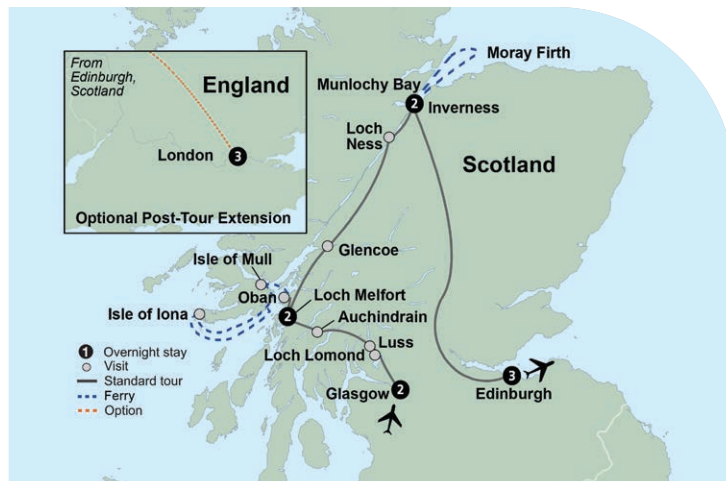 From
Edinburgh,
Scotland
England
London
3
Optional Post-Tour Extension
Moray Firth
Munlochy Bay
2
Inverness
Loch
Ness
Scotland
Glencoe
Isle of Mull
Oban
Loch Melfort
2
Isle of Iona
Auchindrain
Luss
Loch Lomond
Glasgow
2
3
Edinburgh
1 Overnight stay
Visit
Standard tour
Ferry
Option